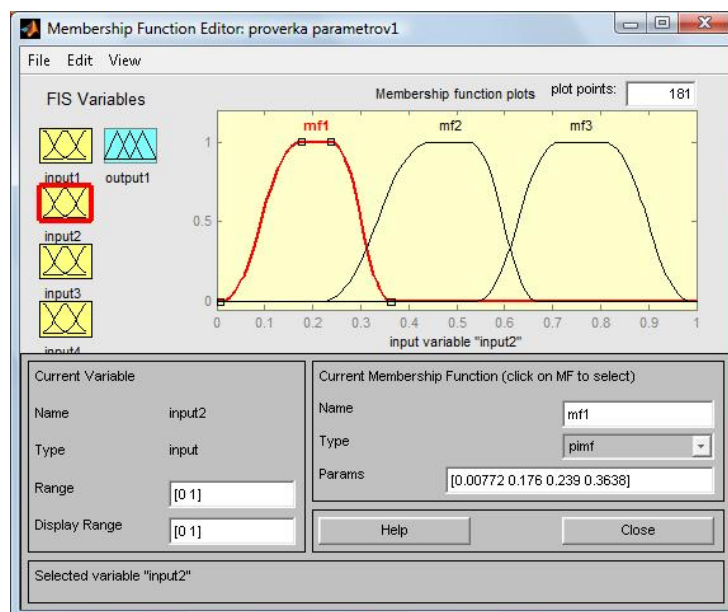 Membership Function Editor: proverka parametrov1
File Edit View
FIS Variables
Membership function plots plot points: 181
input1 output1
input2
input3
input4
mf1 mf2 mf3
1
0.5
0
0 0.1 0.2 0.3 0.4 0.5 0.6 0.7 0.8 0.9 1
input variable "input2"
Current Variable
Name input2
Type input
Range [0 1]
Display Range [0 1]
Current Membership Function (click on MF to select)
Name mf1
Type pimf
Params [0.00772 0.176 0.239 0.3638]
Help Close
Selected variable "input2"